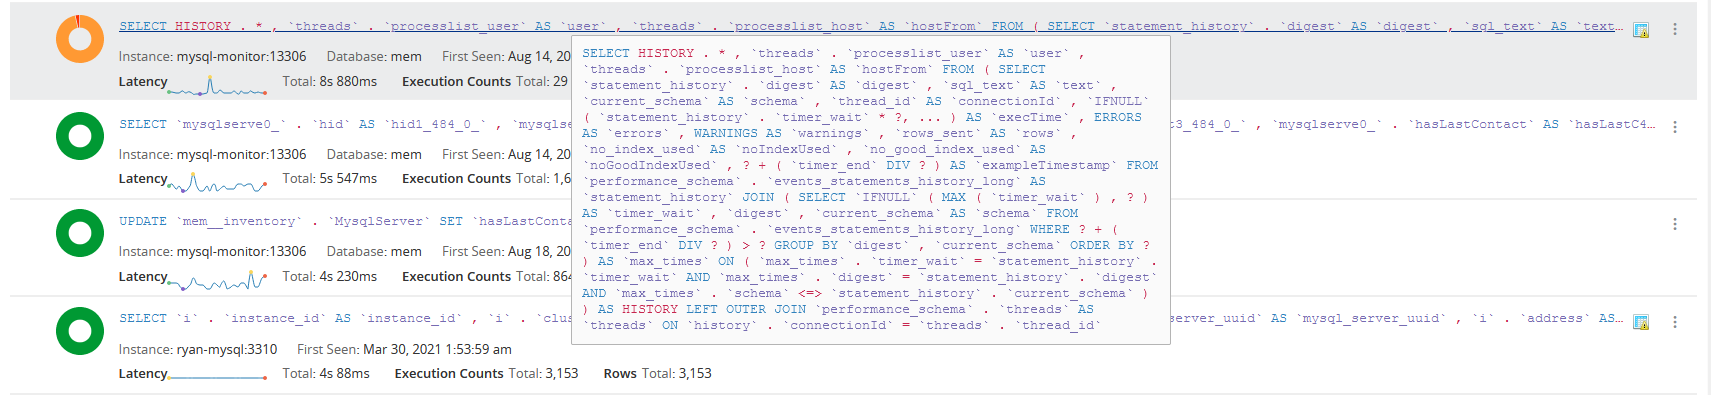 SELECT HISTORY . * , `threads` . `processlist_user` AS `user` , `threads` . `processlist_host` AS `hostFrom` FROM ( SELECT `statement_history` . `digest` AS `digest` , `sql_text` AS `text...
Instance: mysql-monitor:13306 Database: mem First Seen: Aug 14, 20
Latency Total: 8s 880ms Execution Counts Total: 29
SELECT HISTORY . * , `threads` . `processlist_user` AS `user` ,
`threads` . `processlist_host` AS `hostFrom` FROM ( SELECT
`statement_history` . `digest` AS `digest` , `sql_text` AS `text` ,
`current_schema` AS `schema` , `thread_id` AS `connectionId` , `IFNULL`
( `statement_history` . `timer_wait` * ?, ... ) AS `execTime` , ERRORS
AS `errors` , WARNINGS AS `warnings` , `rows_sent` AS `rows` ,
`no_index_used` AS `noIndexUsed` , `no_good_index_used` AS
`noGoodIndexUsed` , ? + ( `timer_end` DIV ? ) AS `exampleTimestamp` FROM
`performance_schema` . `events_statements_history_long` AS
`statement_history` JOIN ( SELECT `IFNULL` ( MAX ( `timer_wait` ) , ? )
AS `timer_wait` , `digest` , `current_schema` AS `schema` FROM
`performance_schema` . `events_statements_history_long` WHERE ? + (
`timer_end` DIV ? ) > ? GROUP BY `digest` , `current_schema` ORDER BY ?
) AS `max_times` ON ( `max_times` . `timer_wait` = `statement_history` .
`timer_wait` AND `max_times` . `digest` = `statement_history` . `digest`
AND `max_times` . `schema` <=> `statement_history` . `current_schema` )
) AS HISTORY LEFT OUTER JOIN `performance_schema` . `threads` AS
`threads` ON `history` . `connectionId` = `threads` . `thread_id`
SELECT `mysqlserve0_` . `hid` AS `hid1_484_0_` , `mysqlse t3_484_0_` , `mysqlserve0_` . `hasLastContact` AS `hasLastC4...
Instance: mysql-monitor:13306 Database: mem First Seen: Aug 14, 20
Latency Total: 5s 547ms Execution Counts Total: 1,6
UPDATE `mem__inventory` . `MysqlServer` SET `hasLastConta
Instance: mysql-monitor:13306 Database: mem First Seen: Aug 18, 20
Latency Total: 4s 230ms Execution Counts Total: 864
SELECT `i` . `instance_id` AS `instance_id` , `i` . `clus server_uuid` AS `mysql_server_uuid` , `i` . `address` AS...
Instance: ryan-mysql:3310 First Seen: Mar 30, 2021 1:53:59 am
Latency Total: 4s 88ms Execution Counts Total: 3,153 Rows Total: 3,153